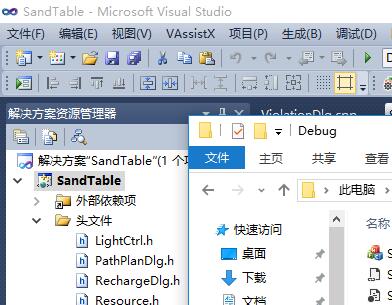 SandTable - Microsoft Visual Studio
文件(F) 编辑(E) 视图(V) VAssistX 项目(P) 生成(B) 调试(D)
解决方案资源管理器
ViolationDlg.cpp
Debug
解决方案"SandTable"(1 个
文件 主页 共享 查看
SandTable
此电脑
外部依赖项
头文件
快速访问
名称
LightCtrl.h
桌面
PathPlanDlg.h
下载
RechargeDlg.h
文档
Resource.h